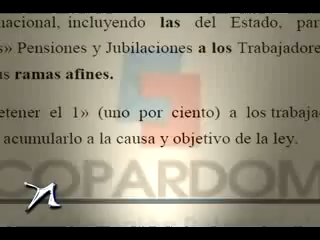 nacional, incluyendo las del Estado, par
s» Pensiones y Jubilaciones a los Trabajadore
us ramas afines.
etener el 1» (uno por ciento) a los trabaja
acumularlo a la causa y objetivo de la ley.
COPARDOM